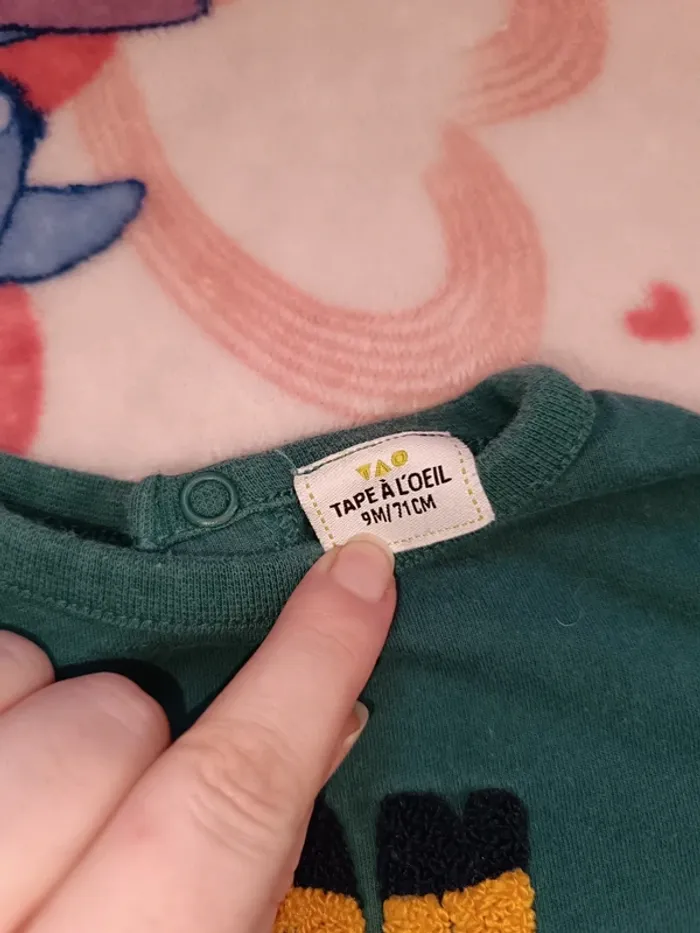 TAO
TAPE À L'OEIL
9M/71CM